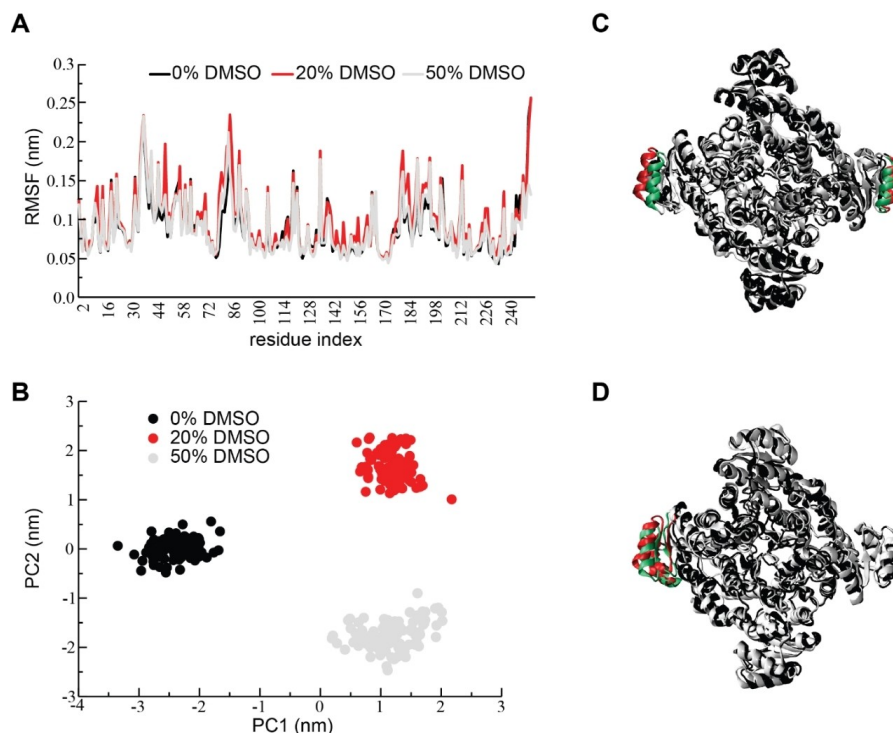 A
0% DMSO 20% DMSO 50% DMSO
RMSF (nm)
0.3
0.25
0.2
0.15
0.1
0.05
0.0
2 16 30 44 58 72 86 100 114 128 142 156 170 184 198 212 226 240
residue index
B
0% DMSO
20% DMSO
50% DMSO
PC2 (nm)
3
2
1
0
-1
-2
-3
-4 -3 -2 -1 0 1 2 3
PC1 (nm)
C
D